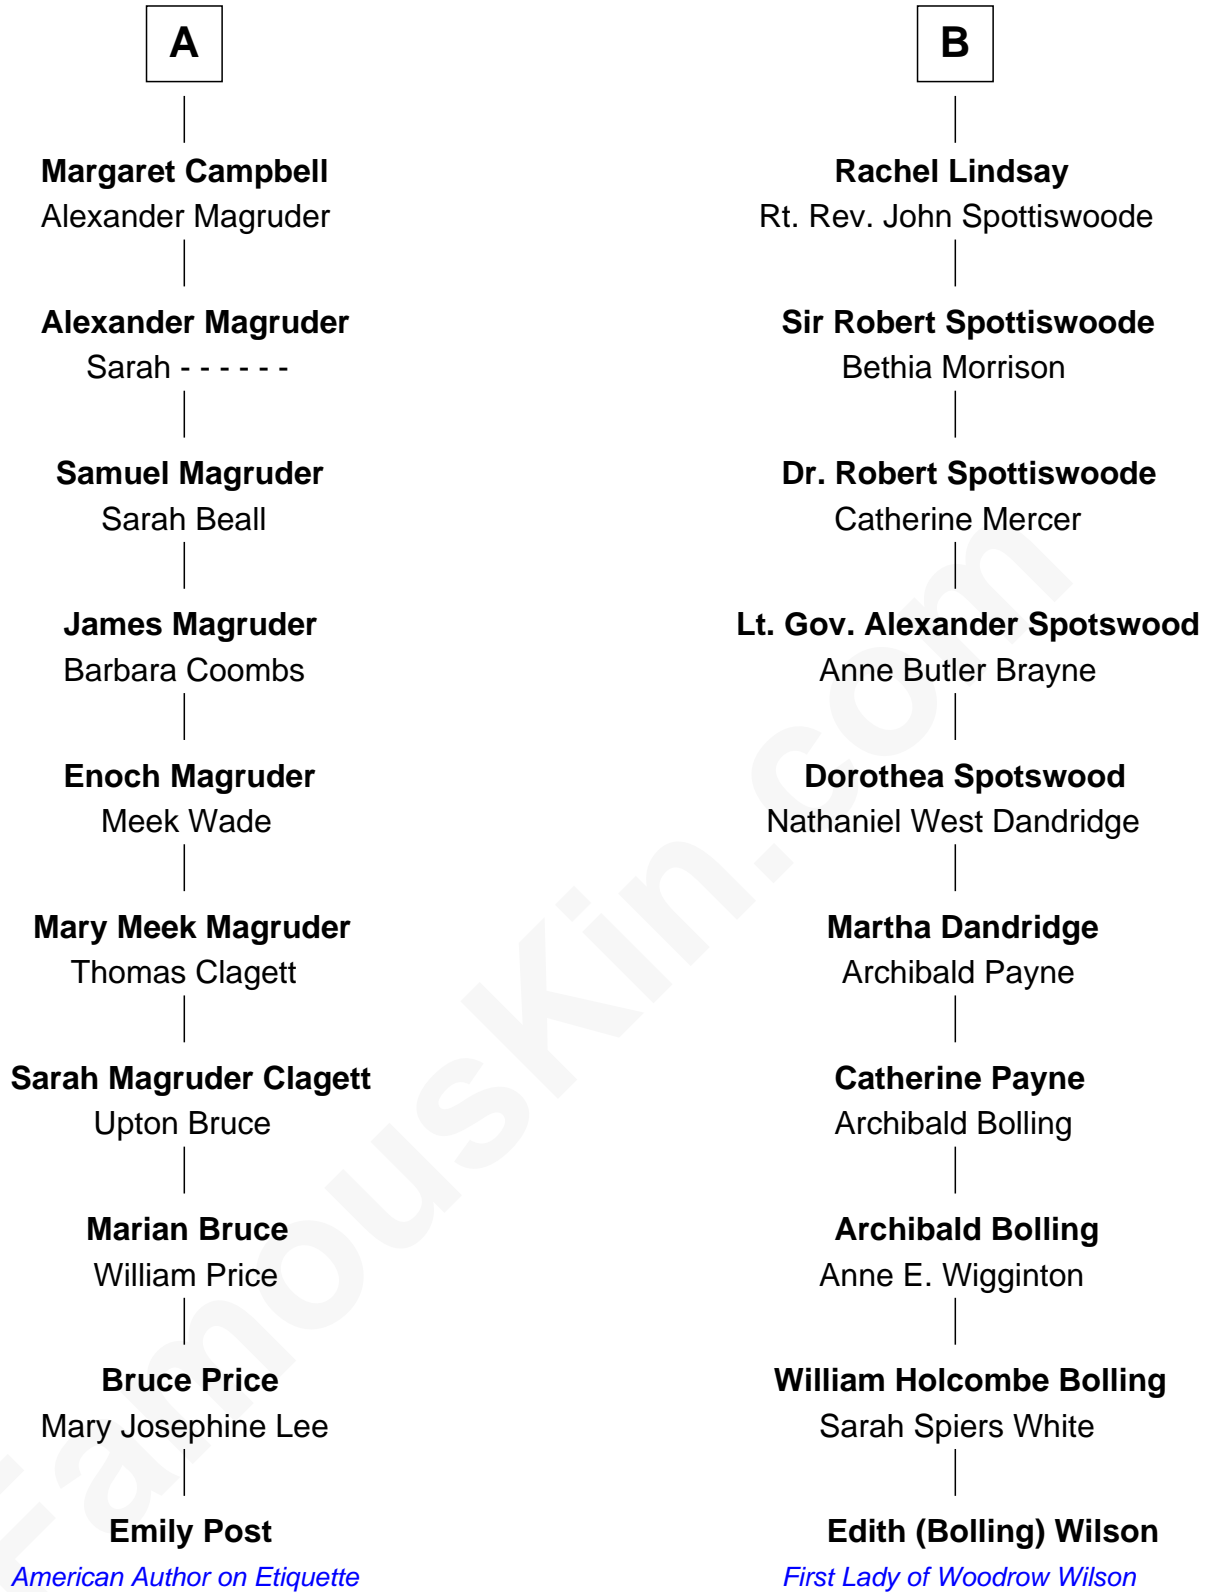 A
Margaret Campbell
Alexander Magruder
Alexander Magruder
Sarah - - - - - -
Samuel Magruder
Sarah Beall
James Magruder
Barbara Coombs
Enoch Magruder
Meek Wade
Mary Meek Magruder
Thomas Clagett
Sarah Magruder Clagett
Upton Bruce
Marian Bruce
William Price
Bruce Price
Mary Josephine Lee
Emily Post
American Author on Etiquette
B
Rachel Lindsay
Rt. Rev. John Spottiswoode
Sir Robert Spottiswoode
Bethia Morrison
Dr. Robert Spottiswoode
Catherine Mercer
Lt. Gov. Alexander Spotswood
Anne Butler Brayne
Dorothea Spotswood
Nathaniel West Dandridge
Martha Dandridge
Archibald Payne
Catherine Payne
Archibald Bolling
Archibald Bolling
Anne E. Wigginton
William Holcombe Bolling
Sarah Spiers White
Edith (Bolling) Wilson
First Lady of Woodrow Wilson
FamousKin.com